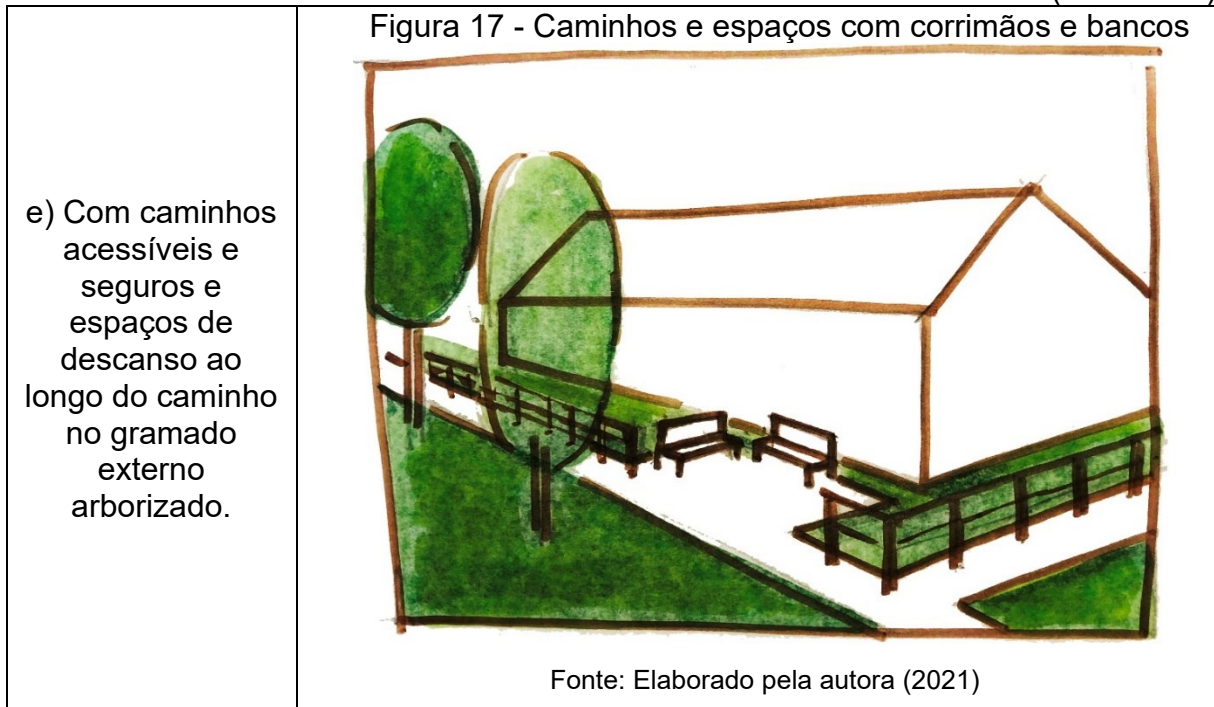 e) Com caminhos
acessíveis e
seguros e
espaços de
descanso ao
longo do caminho
no gramado
externo
arborizado.
Figura 17 - Caminhos e espaços com corrimãos e bancos
Fonte: Elaborado pela autora (2021)